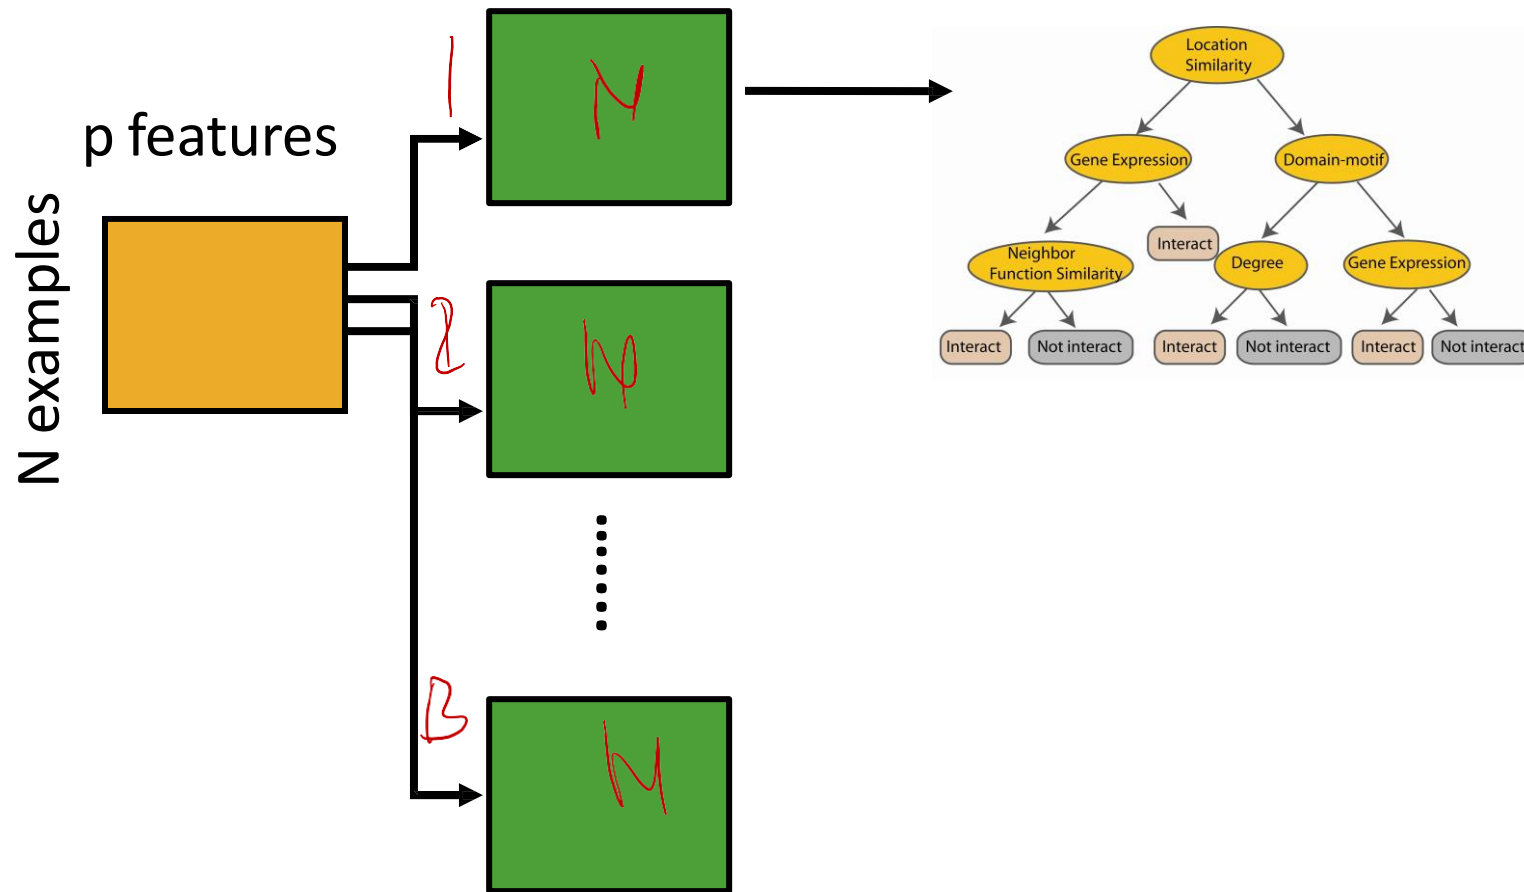 p features
N examples
1
N
2
N
B
N
Location
Similarity
Gene Expression
Domain-motif
Interact
Neighbor
Function Similarity
Degree
Gene Expression
Interact
Not interact
Interact
Not interact
Interact
Not interact